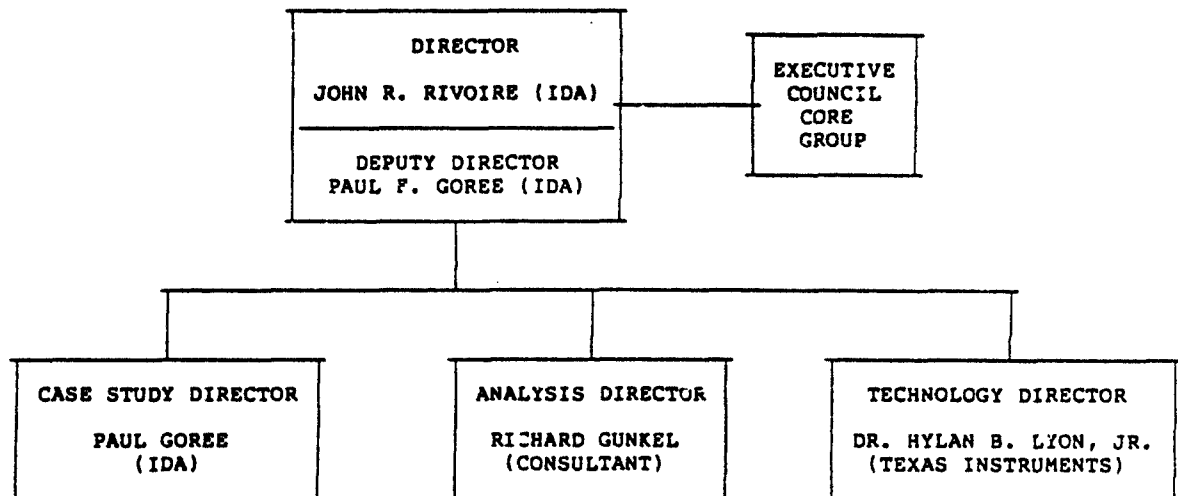 DIRECTOR
JOHN R. RIVOIRE (IDA)
DEPUTY DIRECTOR
PAUL F. GOREE (IDA)
EXECUTIVE
COUNCIL
CORE
GROUP
CASE STUDY DIRECTOR
PAUL GOREE
(IDA)
ANALYSIS DIRECTOR
RICHARD GUNKEL
(CONSULTANT)
TECHNOLOGY DIRECTOR
DR. HYLAN B. LYON, JR.
(TEXAS INSTRUMENTS)